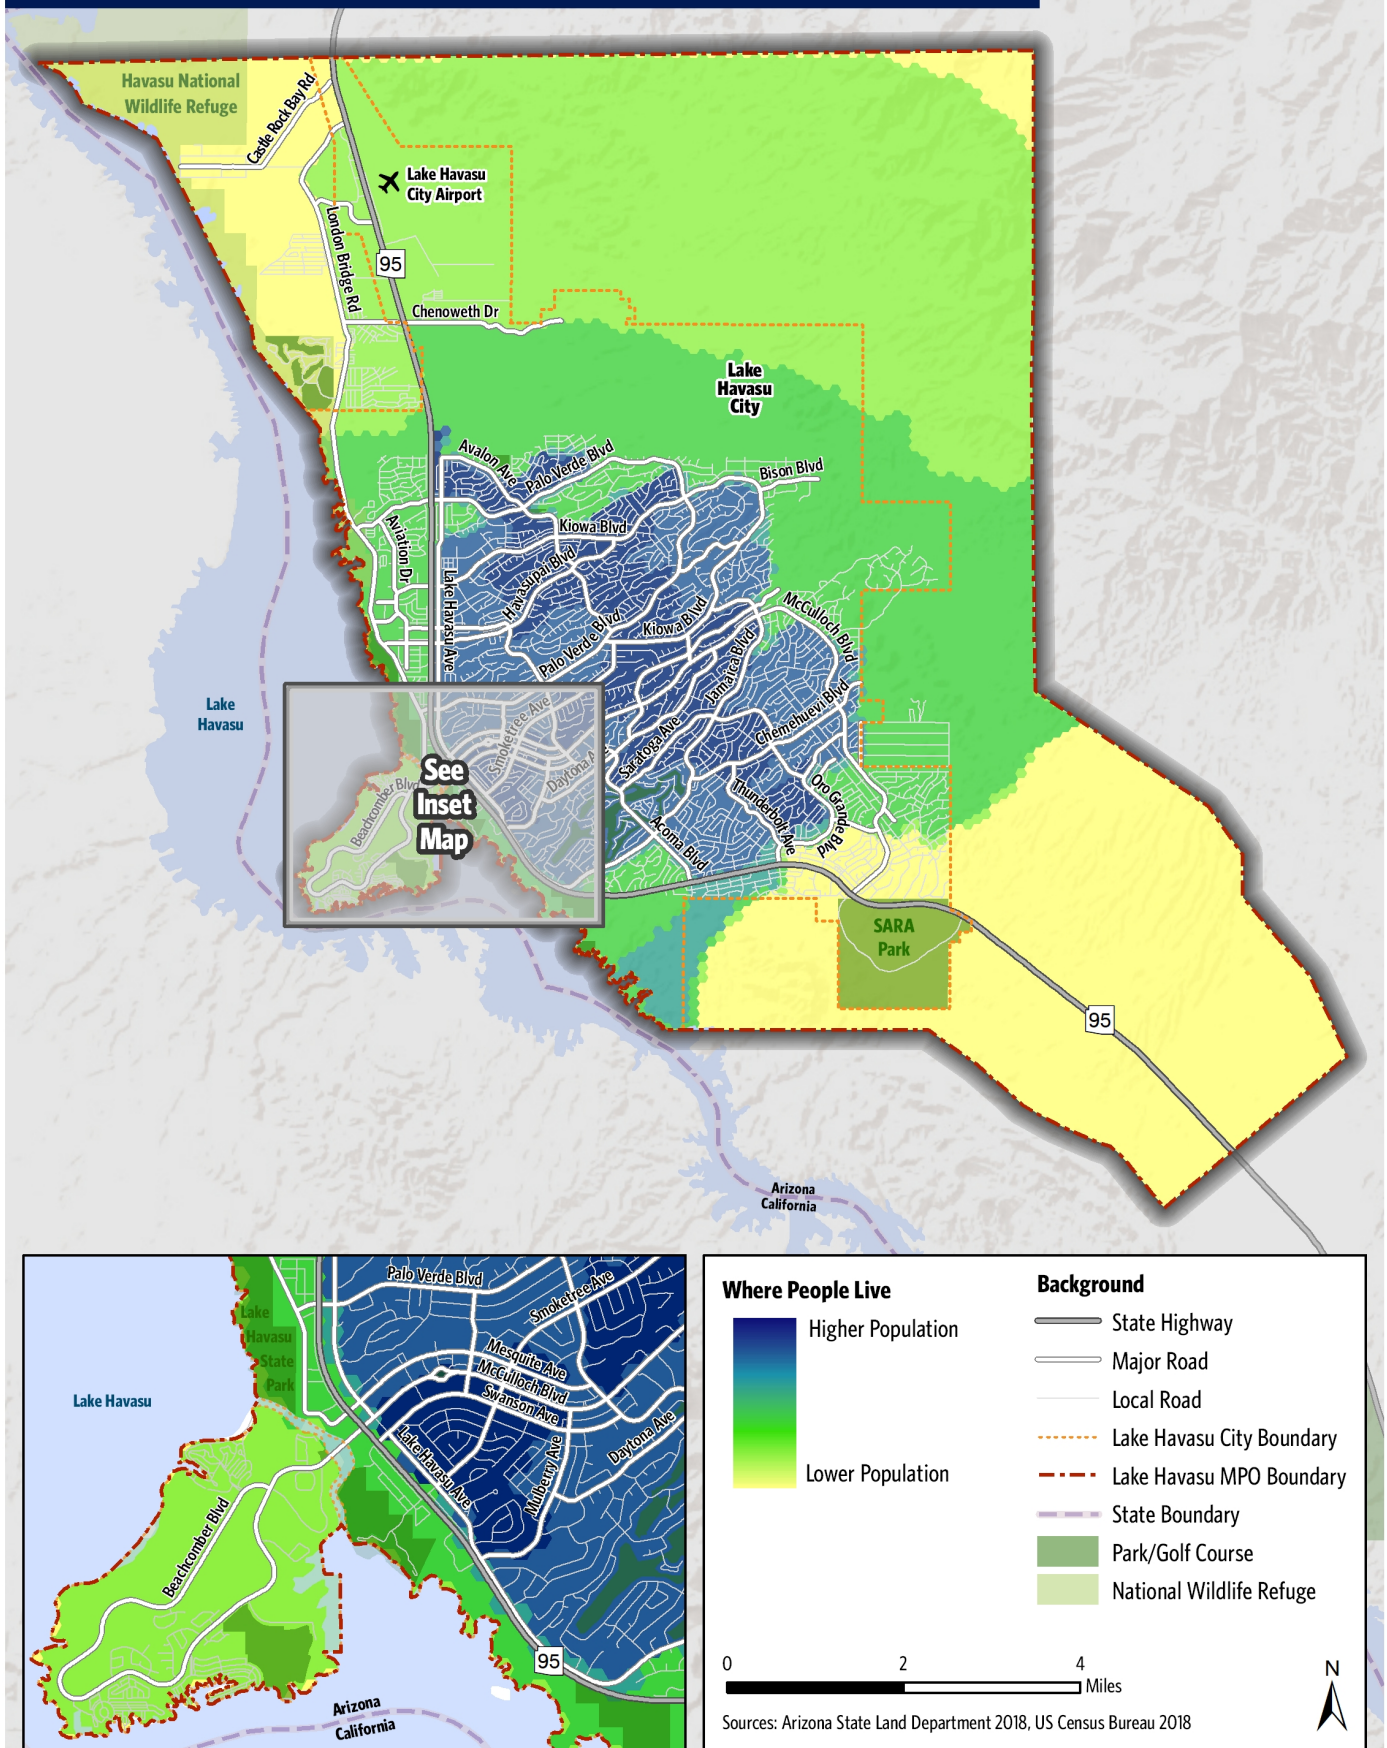 Havasu National
Wildlife Refuge
Castle Rock Bay Rd
Lake Havasu
City Airport
London Bridge Rd
95
Chenoweth Dr
Lake
Havasu
City
Avalon Ave
Palo Verde Blvd
Bison Blvd
Kiowa Blvd
Aviation Dr
Lake Havasu Ave
Havasupai Blvd
McCulloch Blvd
Kiowa Blvd
Palo Verde Blvd
Jamaica Blvd
Chemehuevi Blvd
Lake
Havasu
Smoketree Ave
Saratoga Ave
Daytona A
See
Inset
Map
Beachcomber Blvd
Thunderbolt Ave
Oro Grande Blvd
Acoma Blvd
SARA
Park
95
Arizona
California
Palo Verde Blvd
Smoketree Ave
Lake
Havasu
State
Park
Mesquite Ave
McCulloch Blvd
Swanson Ave
Lake Havasu
Lake Havasu Ave
Mulberry Ave
Daytona Ave
Beachcomber Blvd
95
Arizona
California
Where People Live
Higher Population
Lower Population
Background
State Highway
Major Road
Local Road
Lake Havasu City Boundary
Lake Havasu MPO Boundary
State Boundary
Park/Golf Course
National Wildlife Refuge
0 2 4
Miles
N
Sources: Arizona State Land Department 2018, US Census Bureau 2018